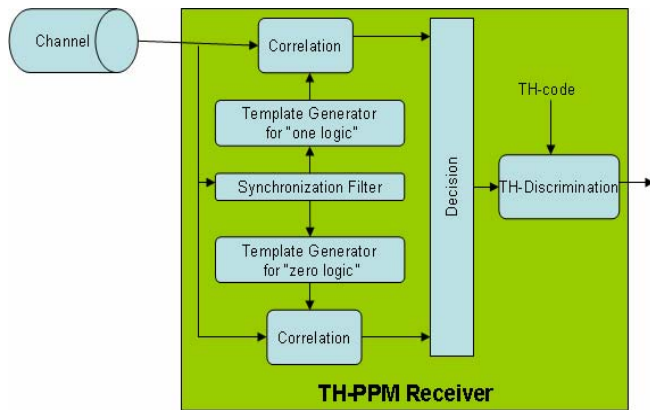 Channel
Correlation
Template Generator
for "one logic"
Synchronization Filter
Template Generator
for "zero logic"
Correlation
Decision
TH-code
TH-Discrimination
TH-PPM Receiver